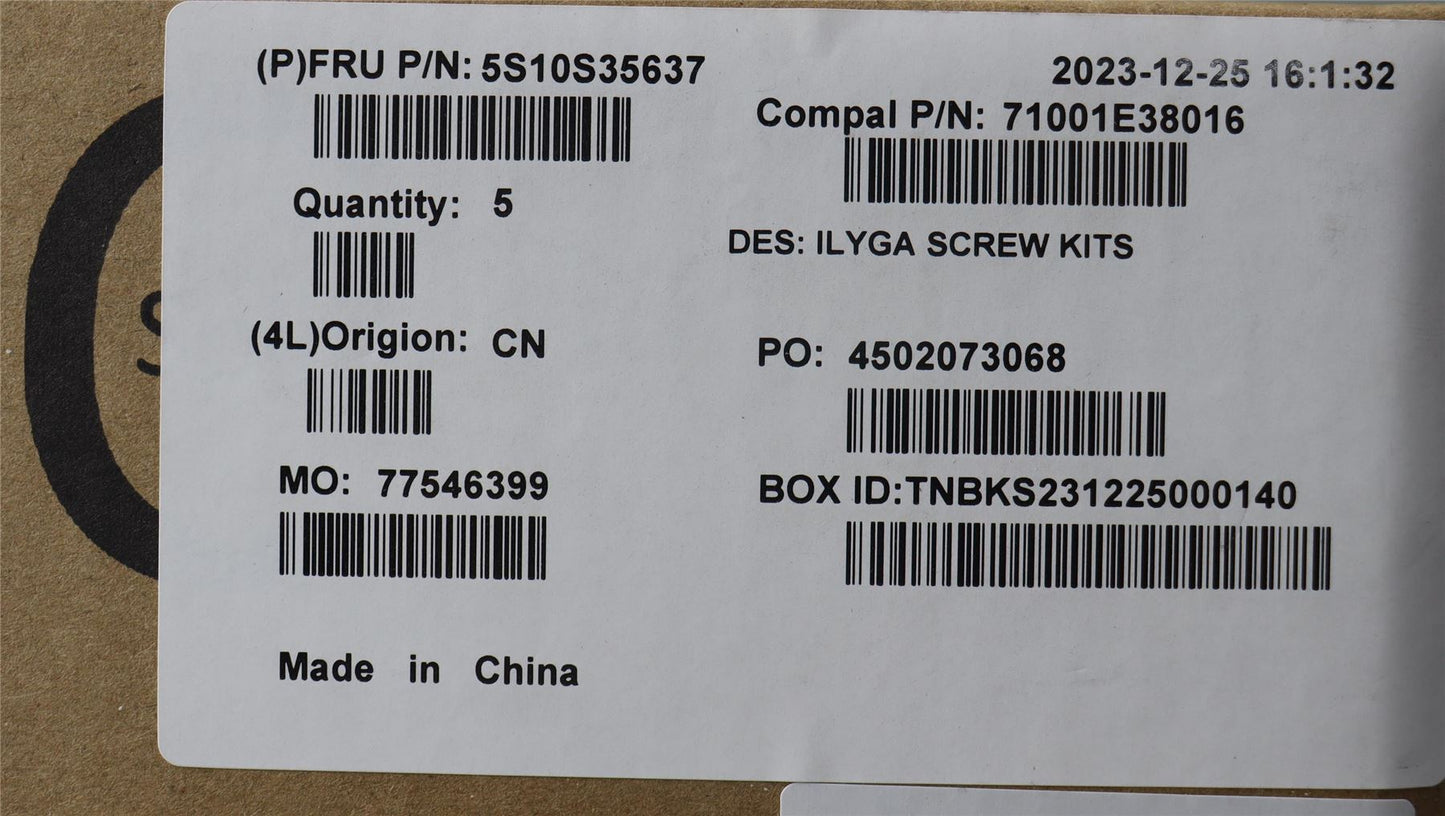 (P)FRU P/N: 5S10S35637
2023-12-25 16:1:32
Compal P/N: 71001E38016
Quantity: 5
DES: ILYGA SCREW KITS
(4L)Origion: CN
PO: 4502073068
MO: 77546399
BOX ID:TNBKS231225000140
Made in China